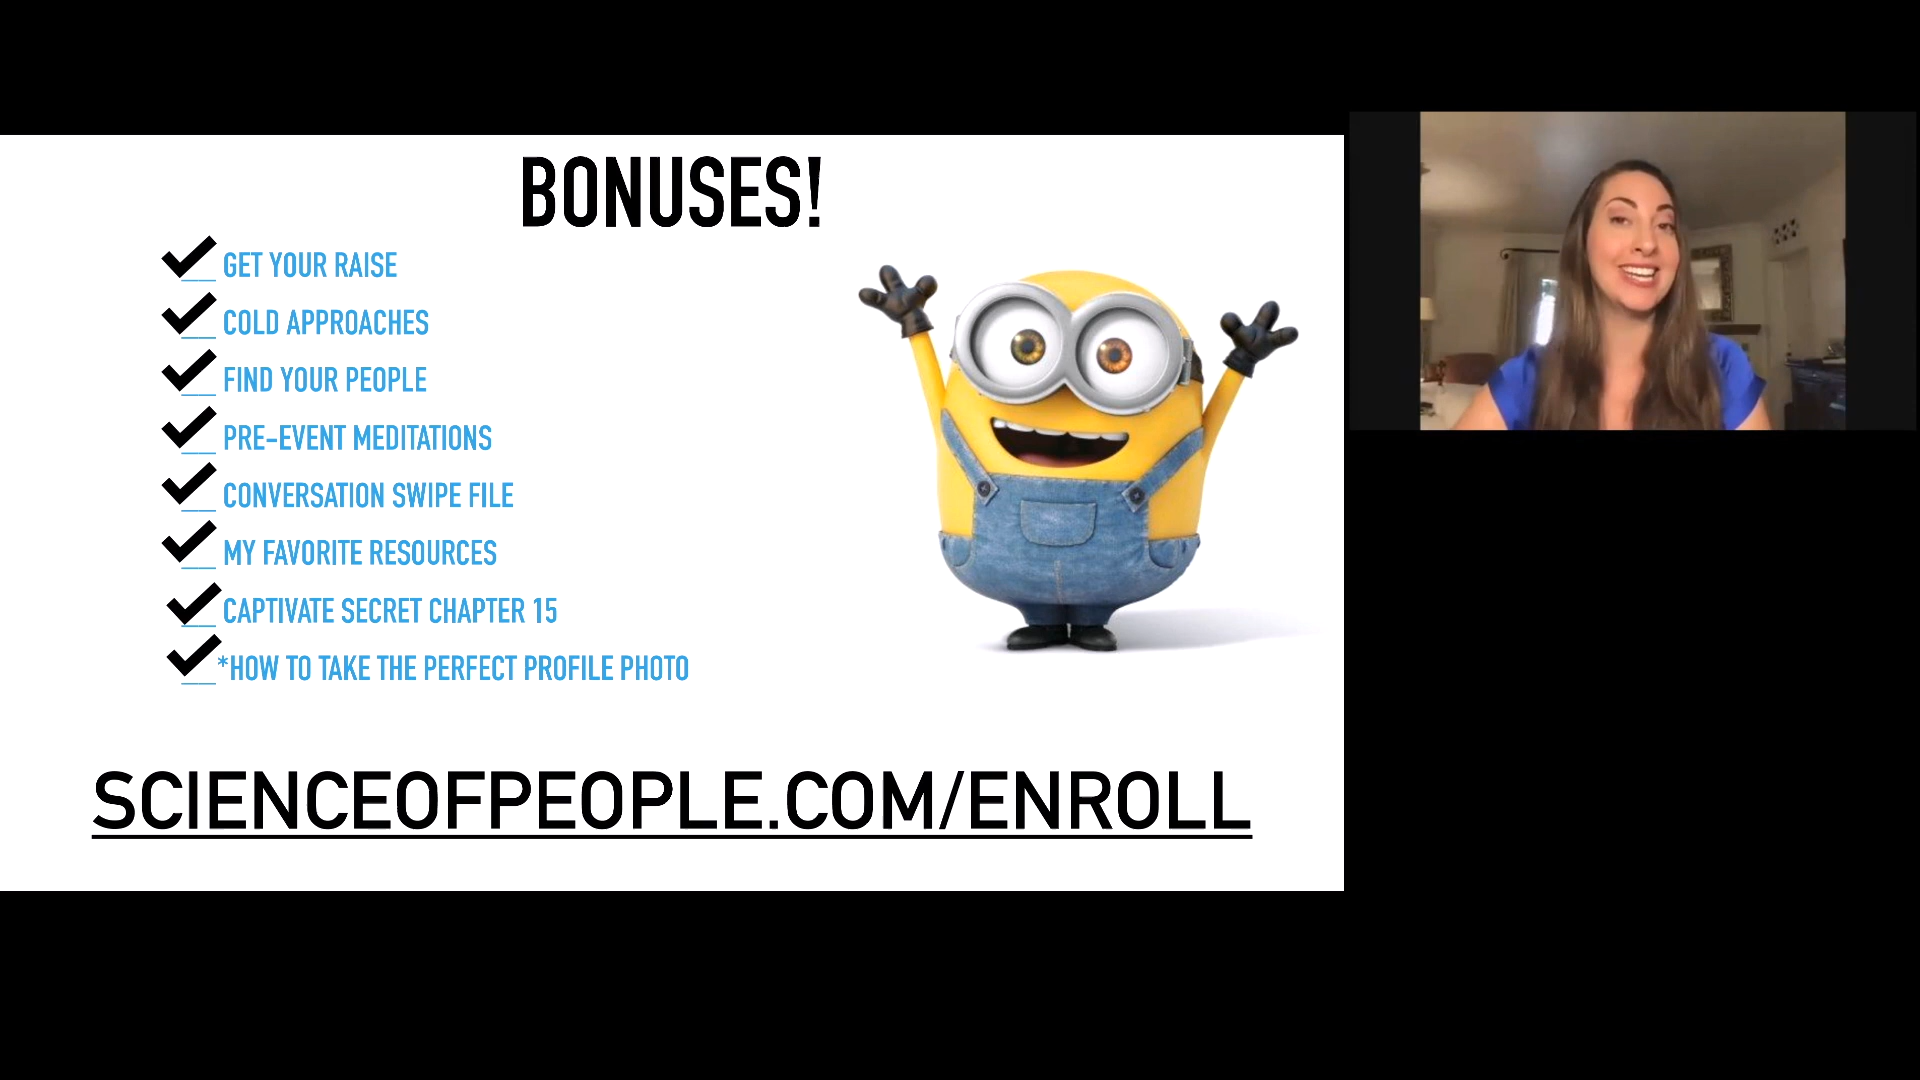 BONUSES!
GET YOUR RAISE
COLD APPROACHES
FIND YOUR PEOPLE
PRE-EVENT MEDITATIONS
CONVERSATION SWIPE FILE
MY FAVORITE RESOURCES
CAPTIVATE SECRET CHAPTER 15
*HOW TO TAKE THE PERFECT PROFILE PHOTO
SCIENCEOFPEOPLE.COM/ENROLL